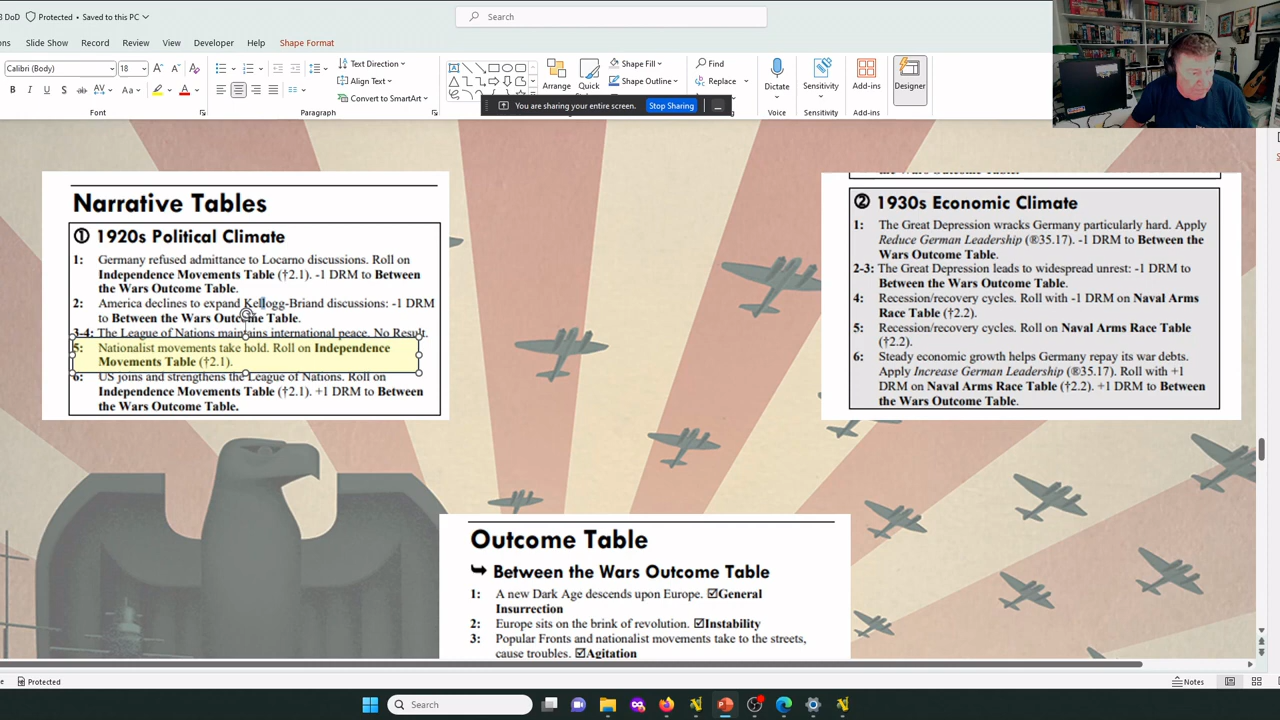 3 DoD
Protected • Saved to this PC
Search
Slide Show
Record
Review
View
Developer
Help
Shape Format
Calibri (Body)
18
Text Direction
Align Text
Convert to SmartArt
Font
Paragraph
Arrange
Quick
Shape Fill
Shape Outline
Find
Replace
Dictate
Sensitivity
Add-ins
Designer
Voice
Sensitivity
Add-ins
You are sharing your entire screen.
Stop Sharing
Narrative Tables
① 1920s Political Climate
1: Germany refused admittance to Locarno discussions. Roll on
Independence Movements Table (†2.1). -1 DRM to Between
the Wars Outcome Table.
2: America declines to expand Kellogg-Briand discussions: -1 DRM
to Between the Wars Outcome Table.
3-4: The League of Nations maintains international peace. No Result.
5: Nationalist movements take hold. Roll on Independence
Movements Table (†2.1).
6: US joins and strengthens the League of Nations. Roll on
Independence Movements Table (†2.1). +1 DRM to Between
the Wars Outcome Table.
② 1930s Economic Climate
1: The Great Depression wracks Germany particularly hard. Apply
Reduce German Leadership (®35.17). -1 DRM to Between the
Wars Outcome Table.
2-3: The Great Depression leads to widespread unrest: -1 DRM to
Between the Wars Outcome Table.
4: Recession/recovery cycles. Roll with -1 DRM on Naval Arms
Race Table (†2.2).
5: Recession/recovery cycles. Roll on Naval Arms Race Table
(†2.2).
6: Steady economic growth helps Germany repay its war debts.
Apply Increase German Leadership (®35.17). Roll with +1
DRM on Naval Arms Race Table (†2.2). +1 DRM to Between
the Wars Outcome Table.
Outcome Table
➥ Between the Wars Outcome Table
1: A new Dark Age descends upon Europe. ☑General
Insurrection
2: Europe sits on the brink of revolution. ☑Instability
3: Popular Fronts and nationalist movements take to the streets,
cause troubles. ☑Agitation
Protected
Notes
Search